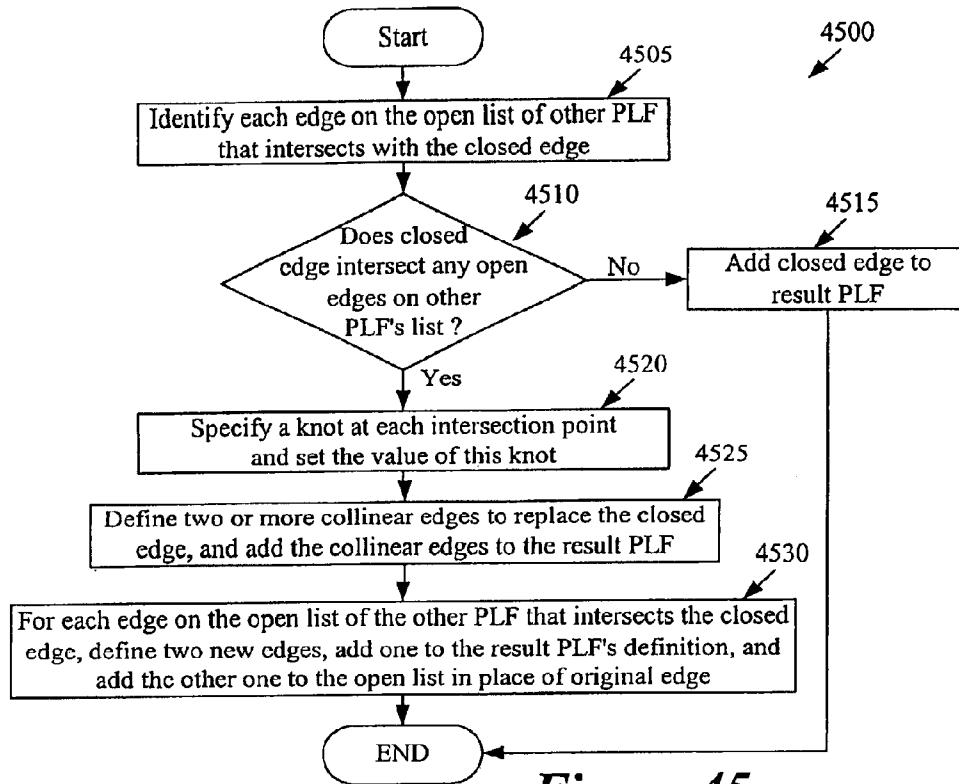 Start
4500
4505
Identify each edge on the open list of other PLF
that intersects with the closed edge
4510
Does closed
edge intersect any open
edges on other
PLF's list ?
No
4515
Add closed edge to
result PLF
Yes
4520
Specify a knot at each intersection point
and set the value of this knot
4525
Define two or more collinear edges to replace the closed
edge, and add the collinear edges to the result PLF
4530
For each edge on the open list of the other PLF that intersects the closed
edge, define two new edges, add one to the result PLF's definition, and
add the other one to the open list in place of original edge
END
Figure 45